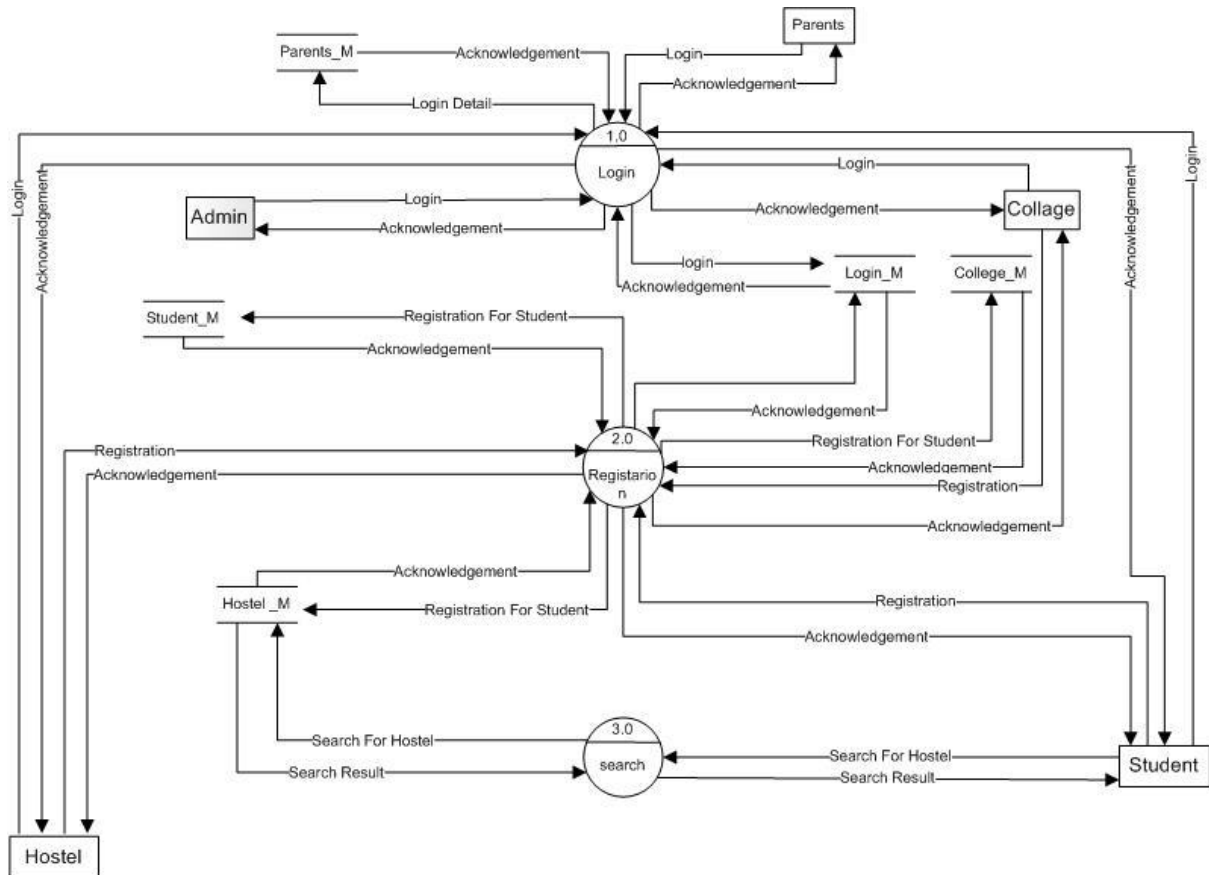 Parents
Parents_M
Acknowledgement
Login
Acknowledgement
Login Detail
1.0
Login
Login
Acknowledgement
Login
Acknowledgement
Admin
Login
Acknowledgement
Acknowledgement
Collage
Acknowledgement
Login
login
Acknowledgement
Login_M
College_M
Student_M
Registration For Student
Acknowledgement
Acknowledgement
2.0
Registario
n
Registration
Acknowledgement
Registration For Student
Acknowledgement
Registration
Acknowledgement
Acknowledgement
Hostel _M
Registration For Student
Registration
Acknowledgement
3.0
search
Search For Hostel
Search Result
Search For Hostel
Search Result
Student
Hostel